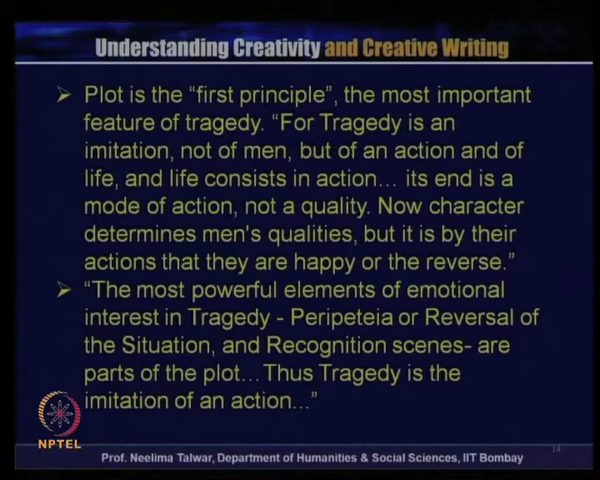 Understanding Creativity and Creative Writing
➢ Plot is the “first principle”, the most important
feature of tragedy. “For Tragedy is an
imitation, not of men, but of an action and of
life, and life consists in action… its end is a
mode of action, not a quality. Now character
determines men's qualities, but it is by their
actions that they are happy or the reverse.”
➢ “The most powerful elements of emotional
interest in Tragedy - Peripeteia or Reversal of
the Situation, and Recognition scenes- are
parts of the plot… Thus Tragedy is the
imitation of an action…”
NPTEL
Prof. Neelima Talwar, Department of Humanities & Social Sciences, IIT Bombay
14